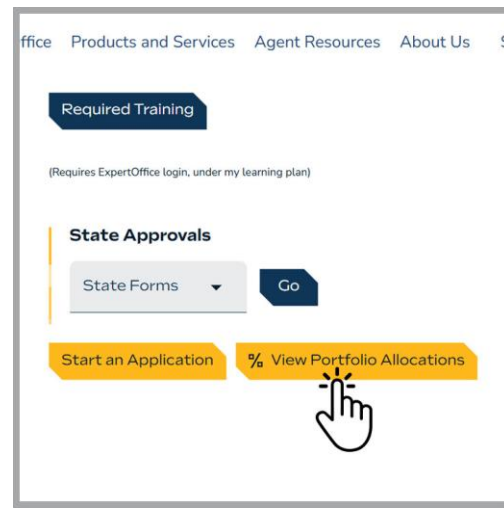 ffice Products and Services Agent Resources About Us S
Required Training
(Requires ExpertOffice login, under my learning plan)
State Approvals
State Forms
Go
Start an Application % View Portfolio Allocations